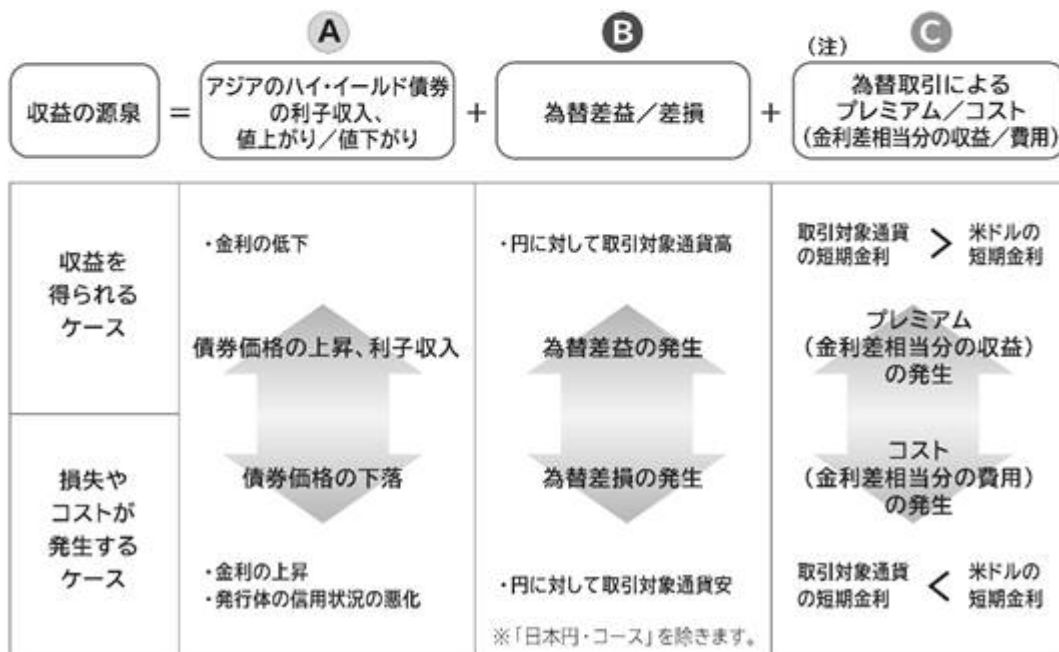 A
B
(注)
C
収益の源泉
=
アジアのハイ・イールド債券
の利子収入、
値上がり/値下がり
+
為替差益/差損
+
為替取引による
プレミアム/コスト
(金利差相当分の収益/費用)
収益を
得られる
ケース
・金利の低下
債券価格の上昇、利子収入
・円に対して取引対象通貨高
為替差益の発生
取引対象通貨
の短期金利
>
米ドルの
短期金利
プレミアム
(金利差相当分の収益)
の発生
損失や
コストが
発生する
ケース
債券価格の下落
・金利の上昇
・発行体の信用状況の悪化
為替差損の発生
・円に対して取引対象通貨安
※「日本円・コース」を除きます。
コスト
(金利差相当分の費用)
の発生
取引対象通貨
の短期金利
<
米ドルの
短期金利